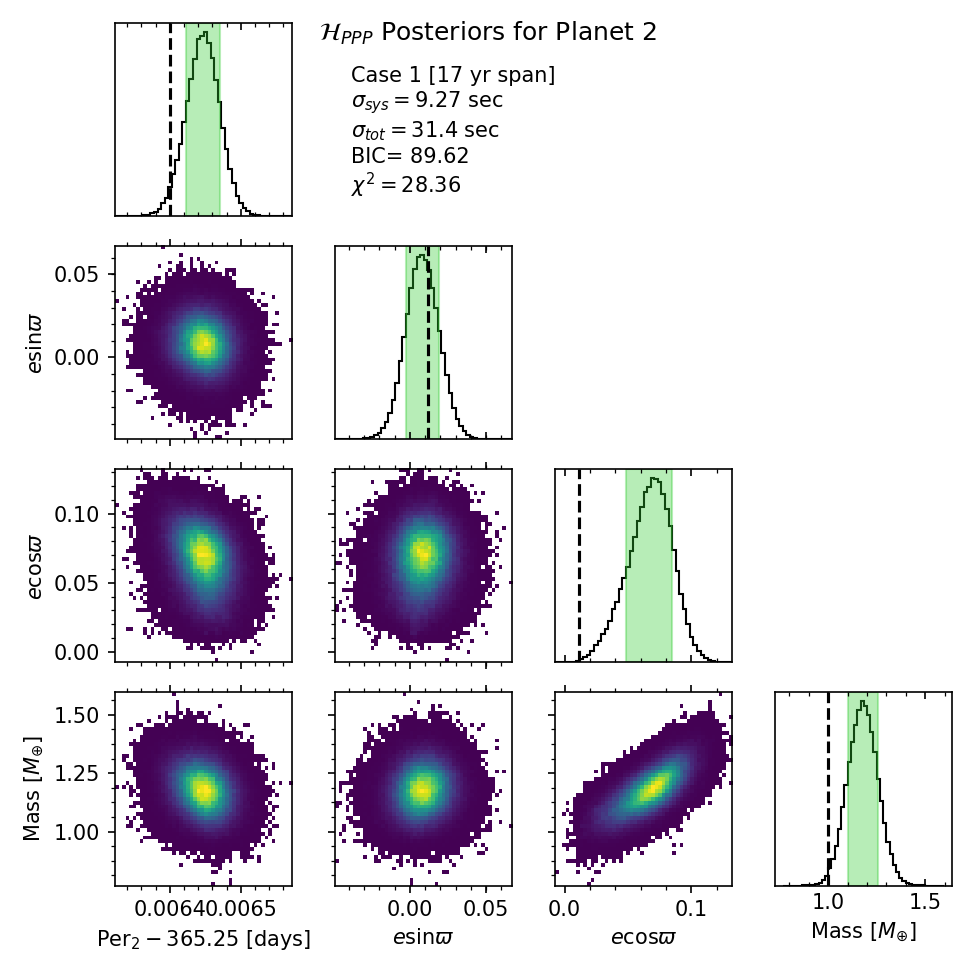 ℋ_PPP Posteriors for Planet 2
Case 1 [17 yr span]
σ_sys = 9.27 sec
σ_tot = 31.4 sec
BIC= 89.62
χ² = 28.36
0.05
0.00
esinϖ
0.10
0.05
0.00
ecosϖ
1.50
1.25
1.00
Mass [M⊕]
0.0064 0.0065
Per₂ − 365.25 [days]
0.00 0.05
esinϖ
0.0 0.1
ecosϖ
1.0 1.5
Mass [M⊕]